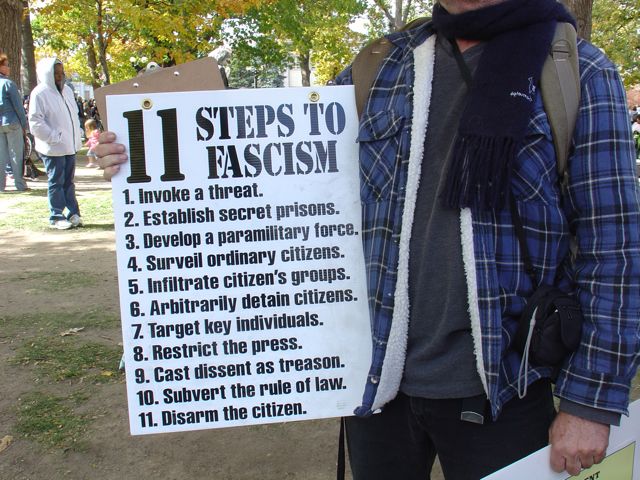 11 STEPS TO
FASCISM
1. Invoke a threat.
2. Establish secret prisons.
3. Develop a paramilitary force.
4. Surveil ordinary citizens.
5. Infiltrate citizen's groups.
6. Arbitrarily detain citizens.
7. Target key individuals.
8. Restrict the press.
9. Cast dissent as treason.
10. Subvert the rule of law.
11. Disarm the citizen.